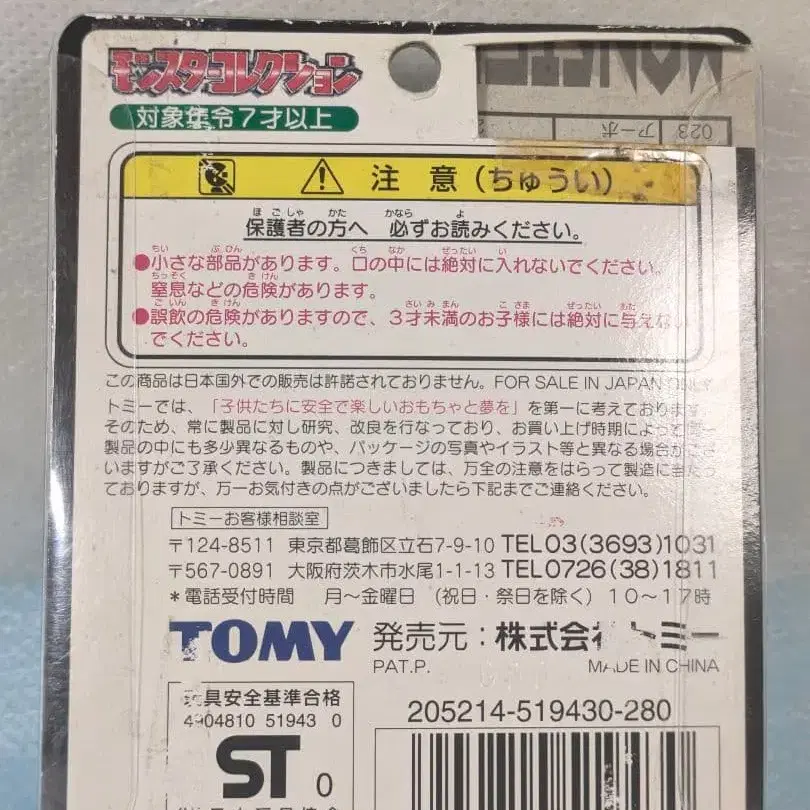 モンスターコレクション
対象年令7才以上
023 アーボ
注 意 (ちゅうい)
保護者の方へ 必ずお読みください。
●小さな部品があります。口の中には絶対に入れないでください。
窒息などの危険があります。
●誤飲の危険がありますので、3才未満のお子様には絶対に与えない
でください。
この商品は日本国外での販売は許諾されておりません。FOR SALE IN JAPAN ONLY
トミーでは、「子供たちに安全で楽しいおもちゃと夢を」を第一に考えております。
そのため、常に製品に対し研究、改良を行なっており、お買い上げ時期によって同一
製品の中にも多少異なるものや、パッケージの写真やイラスト等と異なる場合がござ
いますがご了承ください。製品につきましては、万全の注意をはらって製造に当たっ
ておりますが、万一お気付きの点がございましたら下記までご連絡ください。
トミーお客様相談室
〒124-8511 東京都葛飾区立石7-9-10 TEL03(3693)1031
〒567-0891 大阪府茨木市水尾1-1-13 TEL0726(38)1811
*電話受付時間 月～金曜日 (祝日・祭日を除く) 10～17時
TOMY 発売元:株式会社トミー
PAT.P. MADE IN CHINA
玩具安全基準合格
4904810 51943 0
ST 0
205214-519430-280